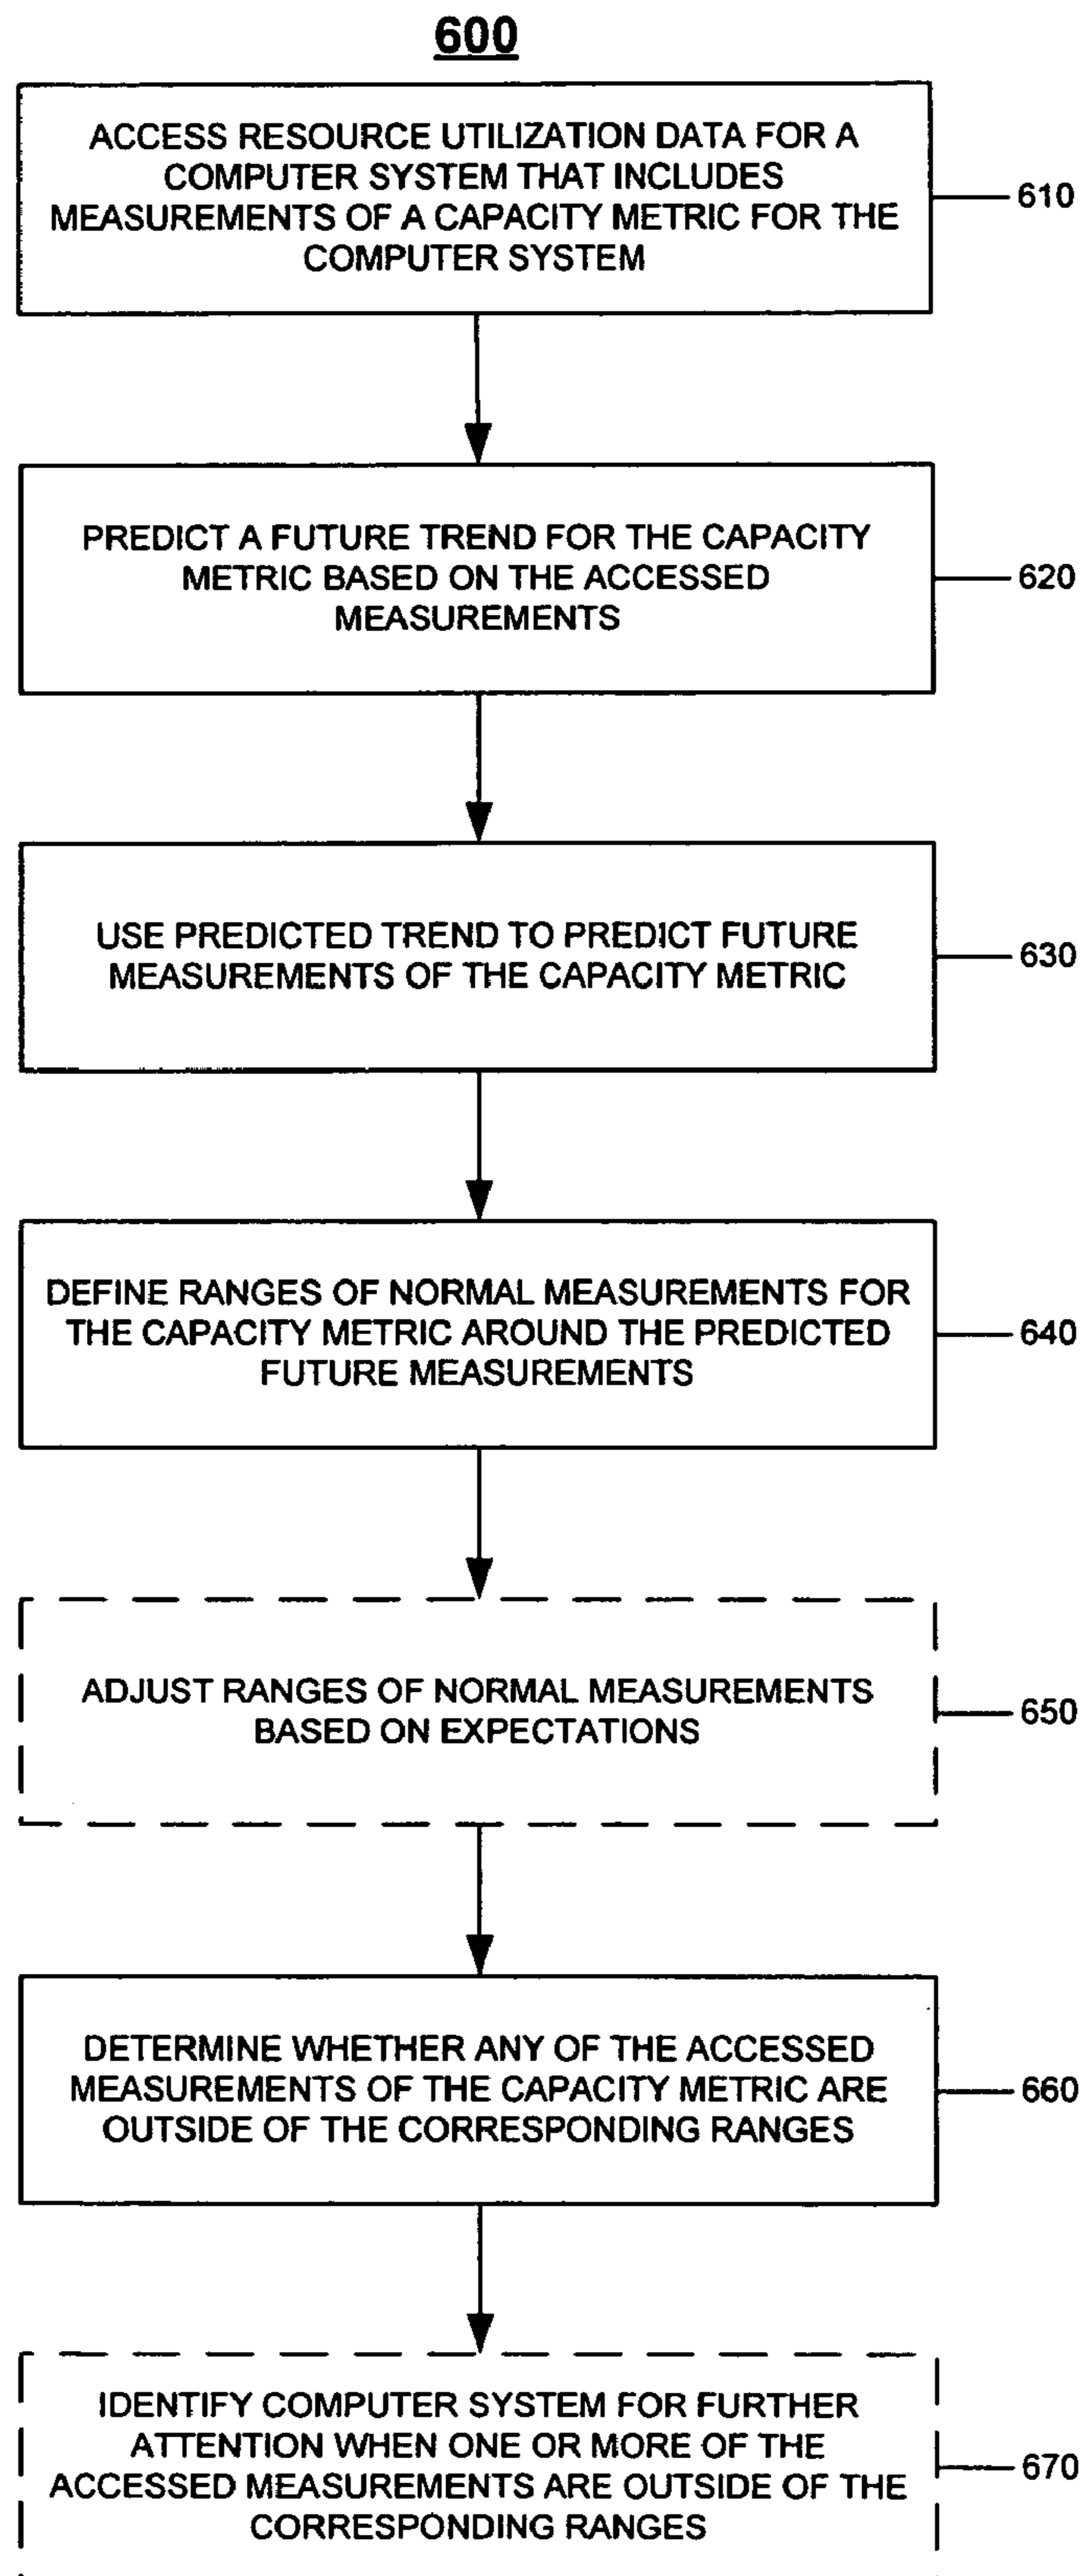 600
ACCESS RESOURCE UTILIZATION DATA FOR A
COMPUTER SYSTEM THAT INCLUDES
MEASUREMENTS OF A CAPACITY METRIC FOR THE
COMPUTER SYSTEM
610
PREDICT A FUTURE TREND FOR THE CAPACITY
METRIC BASED ON THE ACCESSED
MEASUREMENTS
620
USE PREDICTED TREND TO PREDICT FUTURE
MEASUREMENTS OF THE CAPACITY METRIC
630
DEFINE RANGES OF NORMAL MEASUREMENTS FOR
THE CAPACITY METRIC AROUND THE PREDICTED
FUTURE MEASUREMENTS
640
ADJUST RANGES OF NORMAL MEASUREMENTS
BASED ON EXPECTATIONS
650
DETERMINE WHETHER ANY OF THE ACCESSED
MEASUREMENTS OF THE CAPACITY METRIC ARE
OUTSIDE OF THE CORRESPONDING RANGES
660
IDENTIFY COMPUTER SYSTEM FOR FURTHER
ATTENTION WHEN ONE OR MORE OF THE
ACCESSED MEASUREMENTS ARE OUTSIDE OF THE
CORRESPONDING RANGES
670